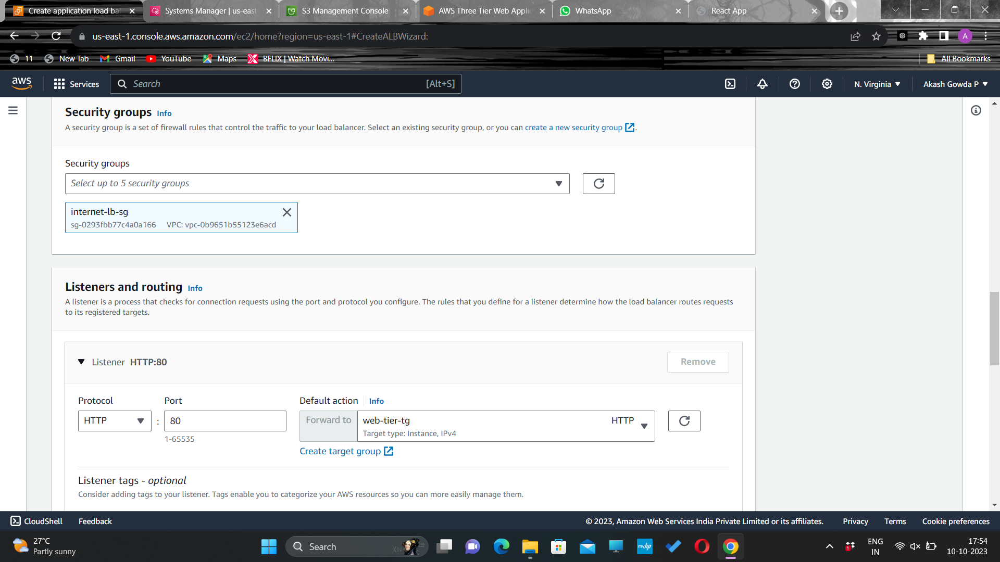 Create application load ba
Systems Manager | us-east
S3 Management Console
AWS Three Tier Web Applic
WhatsApp
React App
us-east-1.console.aws.amazon.com/ec2/home?region=us-east-1#CreateALBWizard:
A
11
New Tab
Gmail
YouTube
Maps
BFLIX | Watch Movi...
All Bookmarks
aws
Services
Search
[Alt+S]
N. Virginia
Akash Gowda P
Security groups Info
A security group is a set of firewall rules that control the traffic to your load balancer. Select an existing security group, or you can create a new security group.
Security groups
Select up to 5 security groups
internet-lb-sg
sg-0293fbb77c4a0a166 VPC: vpc-0b9651b55123e6acd
Listeners and routing Info
A listener is a process that checks for connection requests using the port and protocol you configure. The rules that you define for a listener determine how the load balancer routes requests
to its registered targets.
Listener HTTP:80
Remove
Protocol
Port
Default action Info
HTTP
:
80
Forward to
web-tier-tg
HTTP
Target type: Instance, IPv4
1-65535
Create target group
Listener tags - optional
Consider adding tags to your listener. Tags enable you to categorize your AWS resources so you can more easily manage them.
CloudShell
Feedback
© 2023, Amazon Web Services India Private Limited or its affiliates.
Privacy
Terms
Cookie preferences
27°C
Partly sunny
Search
myhp
1
ENG
IN
17:54
10-10-2023